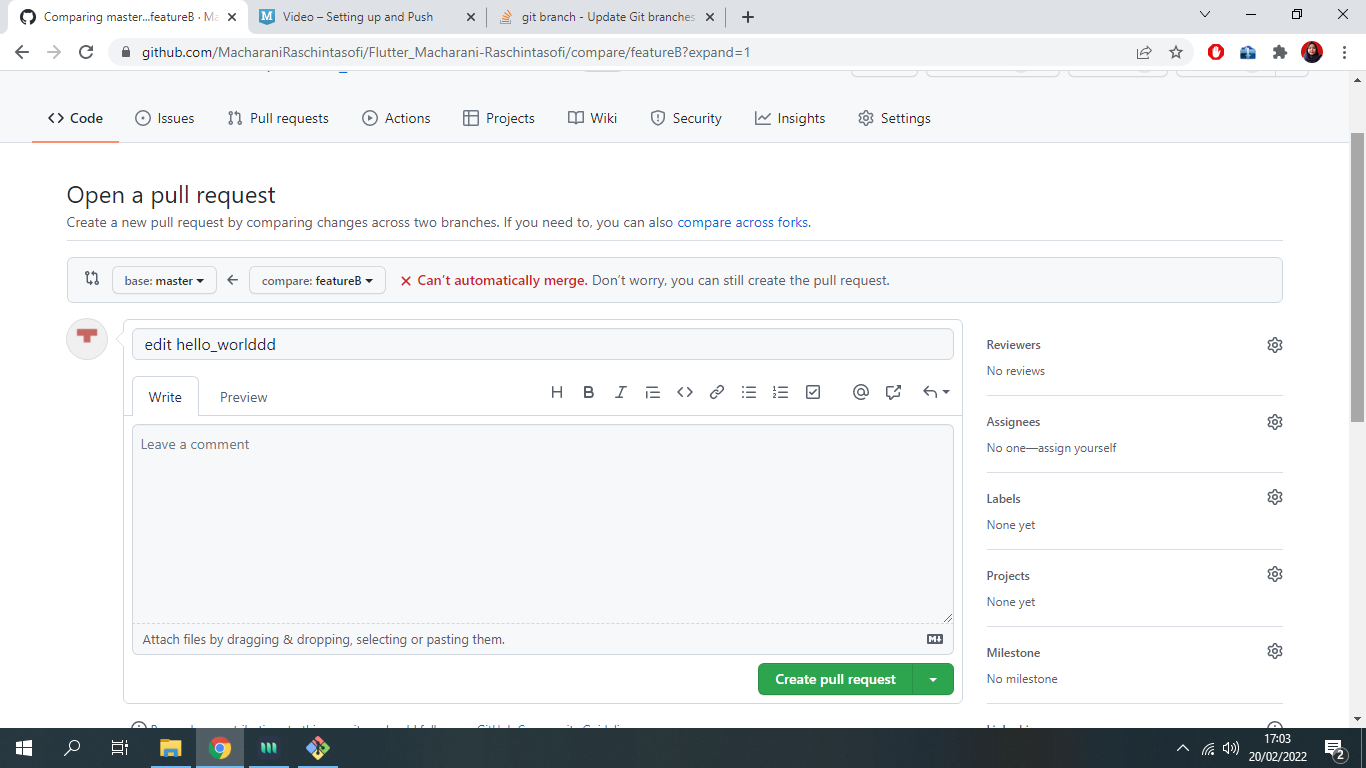 Comparing master...featureB · Ma
Video – Setting up and Push
git branch - Update Git branches
github.com/MacharaniRaschintasofi/Flutter_Macharani-Raschintasofi/compare/featureB?expand=1
Code
Issues
Pull requests
Actions
Projects
Wiki
Security
Insights
Settings
Open a pull request
Create a new pull request by comparing changes across two branches. If you need to, you can also compare across forks.
base: master
compare: featureB
Can't automatically merge. Don't worry, you can still create the pull request.
edit hello_worlddd
Write
Preview
Leave a comment
Attach files by dragging & dropping, selecting or pasting them.
Create pull request
Reviewers
No reviews
Assignees
No one—assign yourself
Labels
None yet
Projects
None yet
Milestone
No milestone
17:03
20/02/2022
2